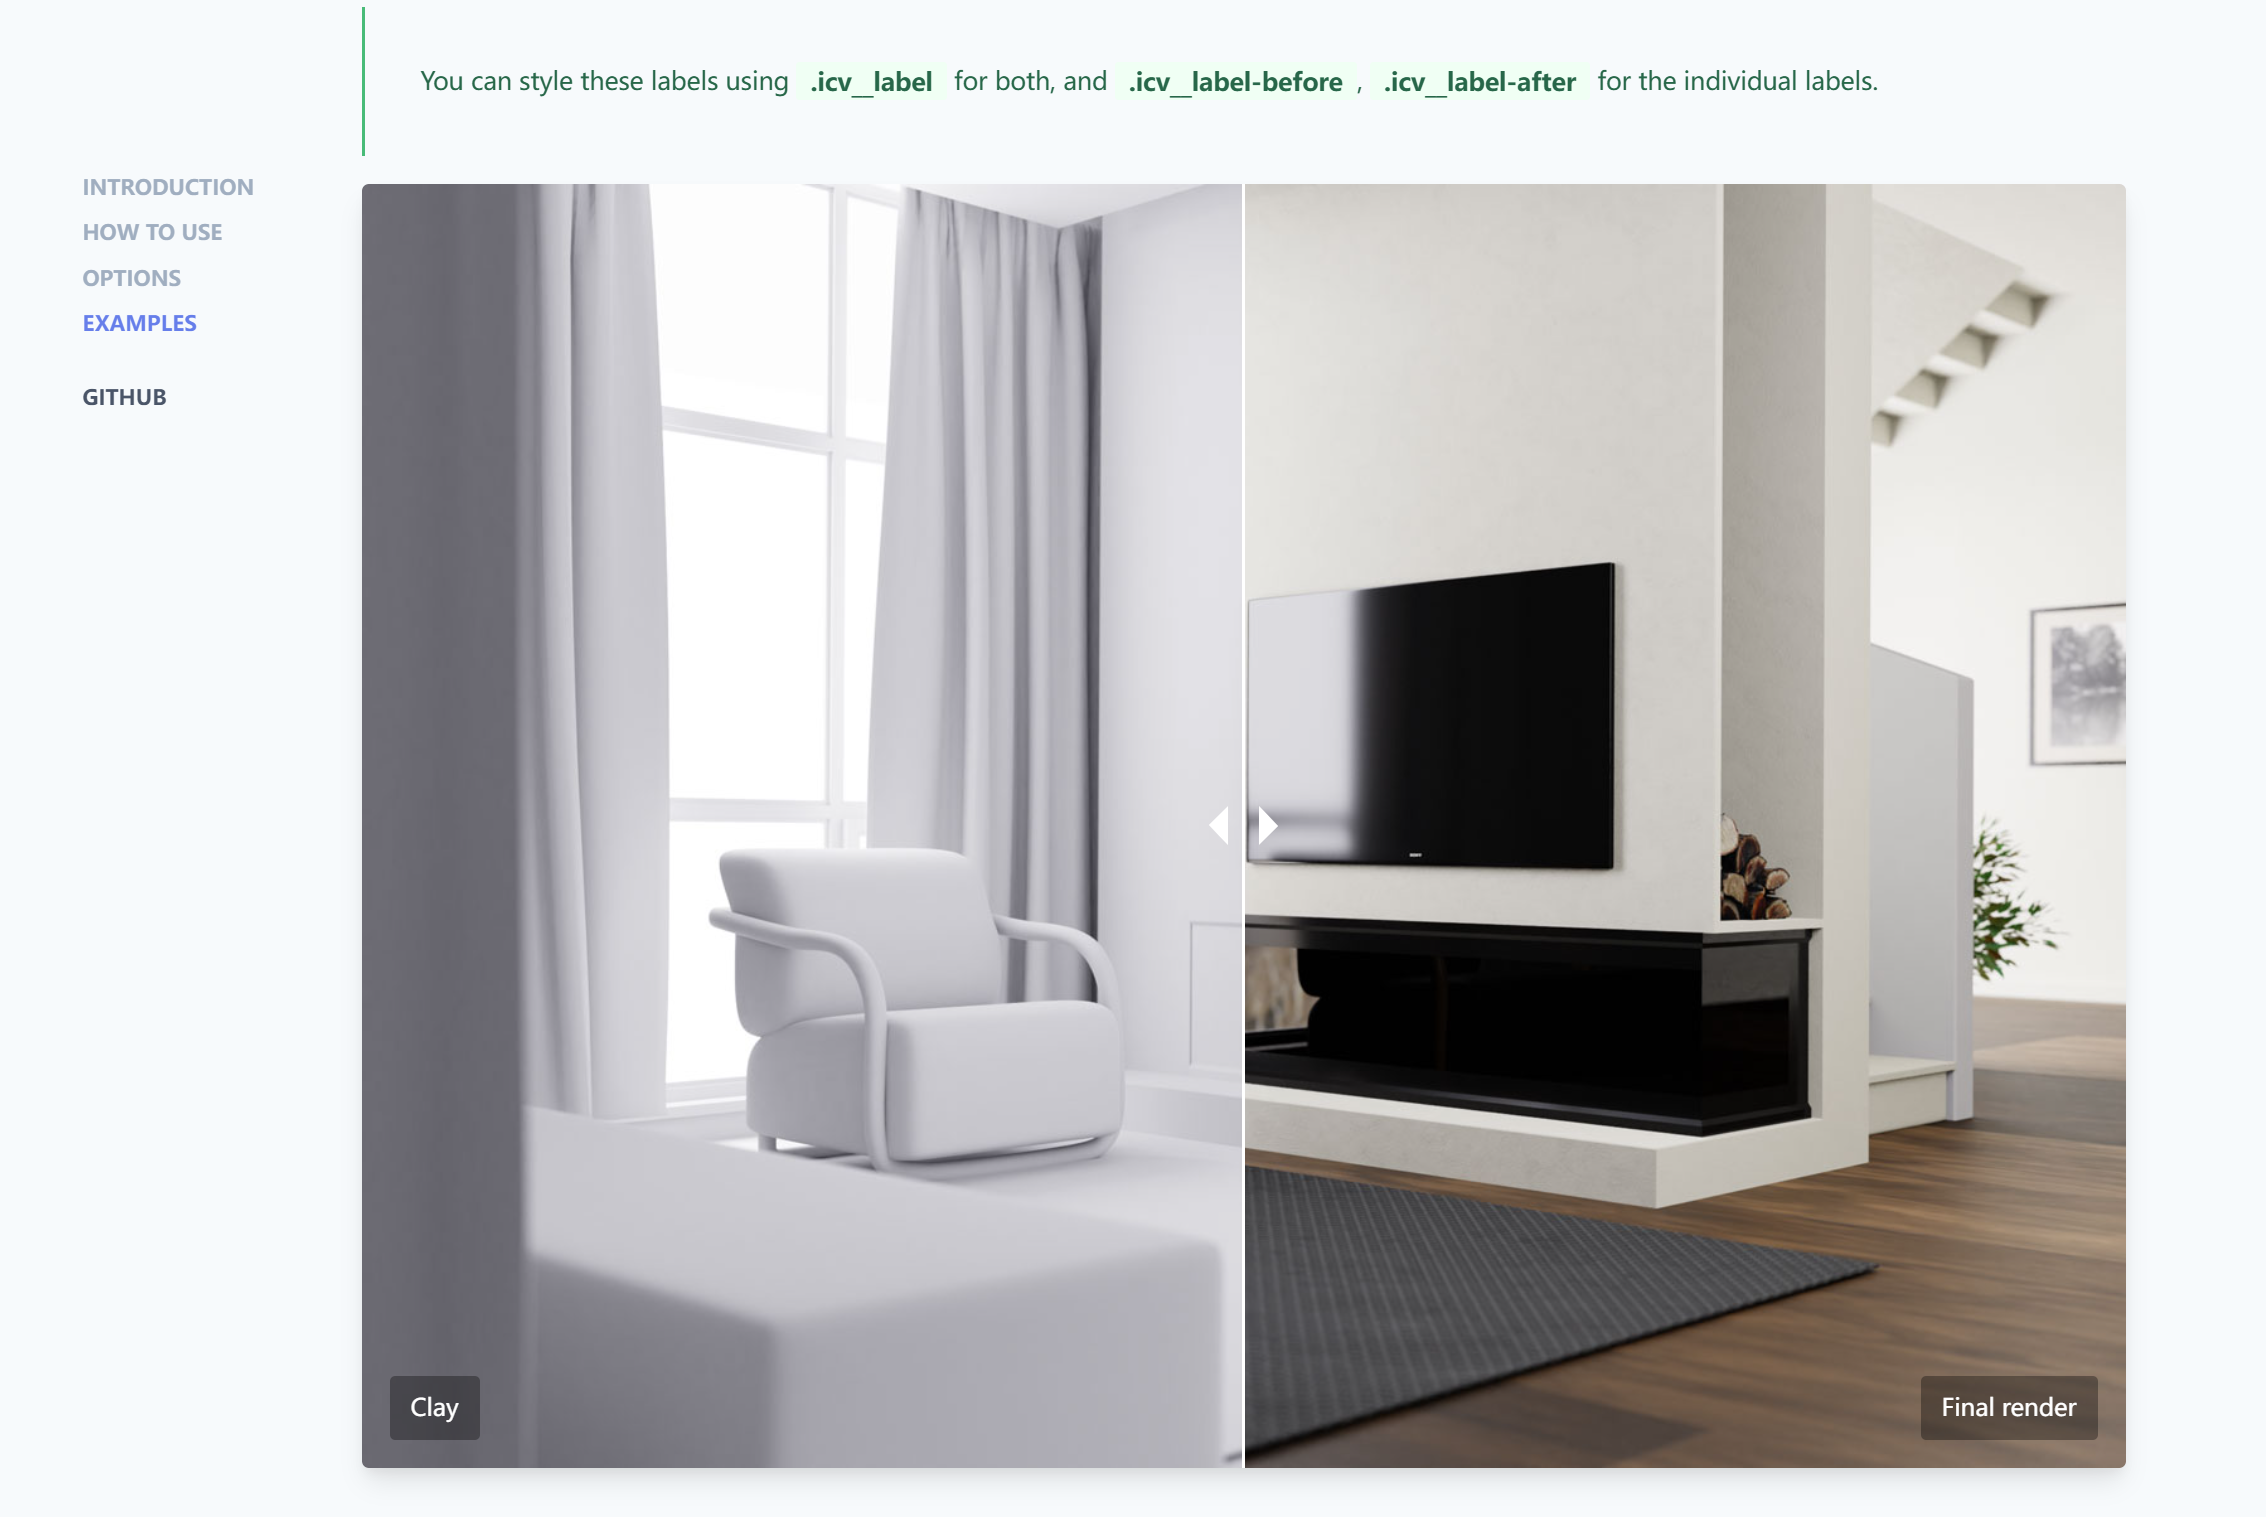 You can style these labels using .icv__label for both, and .icv__label-before , .icv__label-after for the individual labels.
INTRODUCTION
HOW TO USE
OPTIONS
EXAMPLES
GITHUB
Clay
Final render